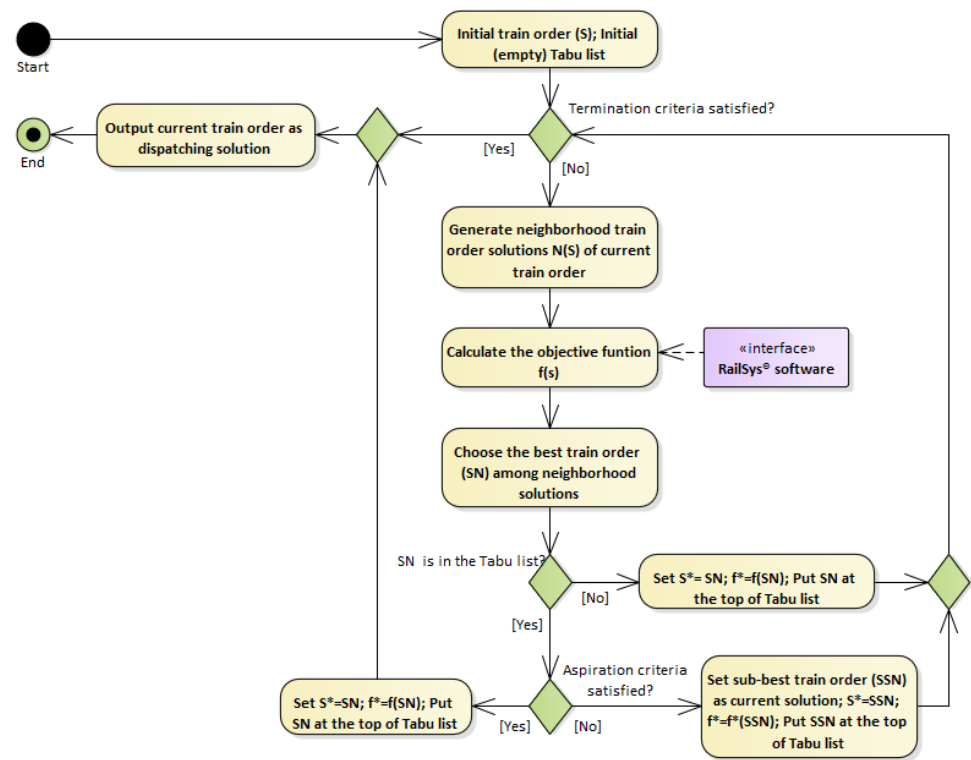 Initial train order (S); Initial
(empty) Tabu list
Start
Termination criteria satisfied?
Output current train order as
dispatching solution
End
[Yes]
[No]
Generate neighborhood train
order solutions N(S) of current
train order
Calculate the objective funtion
f(s)
«interface»
RailSys® software
Choose the best train order
(SN) among neighborhood
solutions
SN is in the Tabu list?
[No]
Set S*= SN; f*=f(SN); Put SN at
the top of Tabu list
[Yes]
Aspiration criteria
satisfied?
Set S*=SN; f*=f(SN); Put
SN at the top of Tabu list
[Yes]
[No]
Set sub-best train order (SSN)
as current solution; S*=SSN;
f*=f*(SSN); Put SSN at the top
of Tabu list